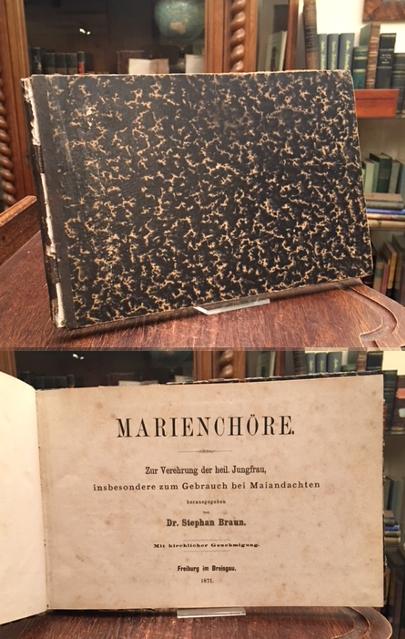 MARIENCHÖRE.
Zur Verehrung der heil. Jungfrau,
insbesondere zum Gebrauch bei Maiandachten
herausgegeben
von
Dr. Stephan Braun.
Mit kirchlicher Genehmigung.
Freiburg im Breisgau.
1871.